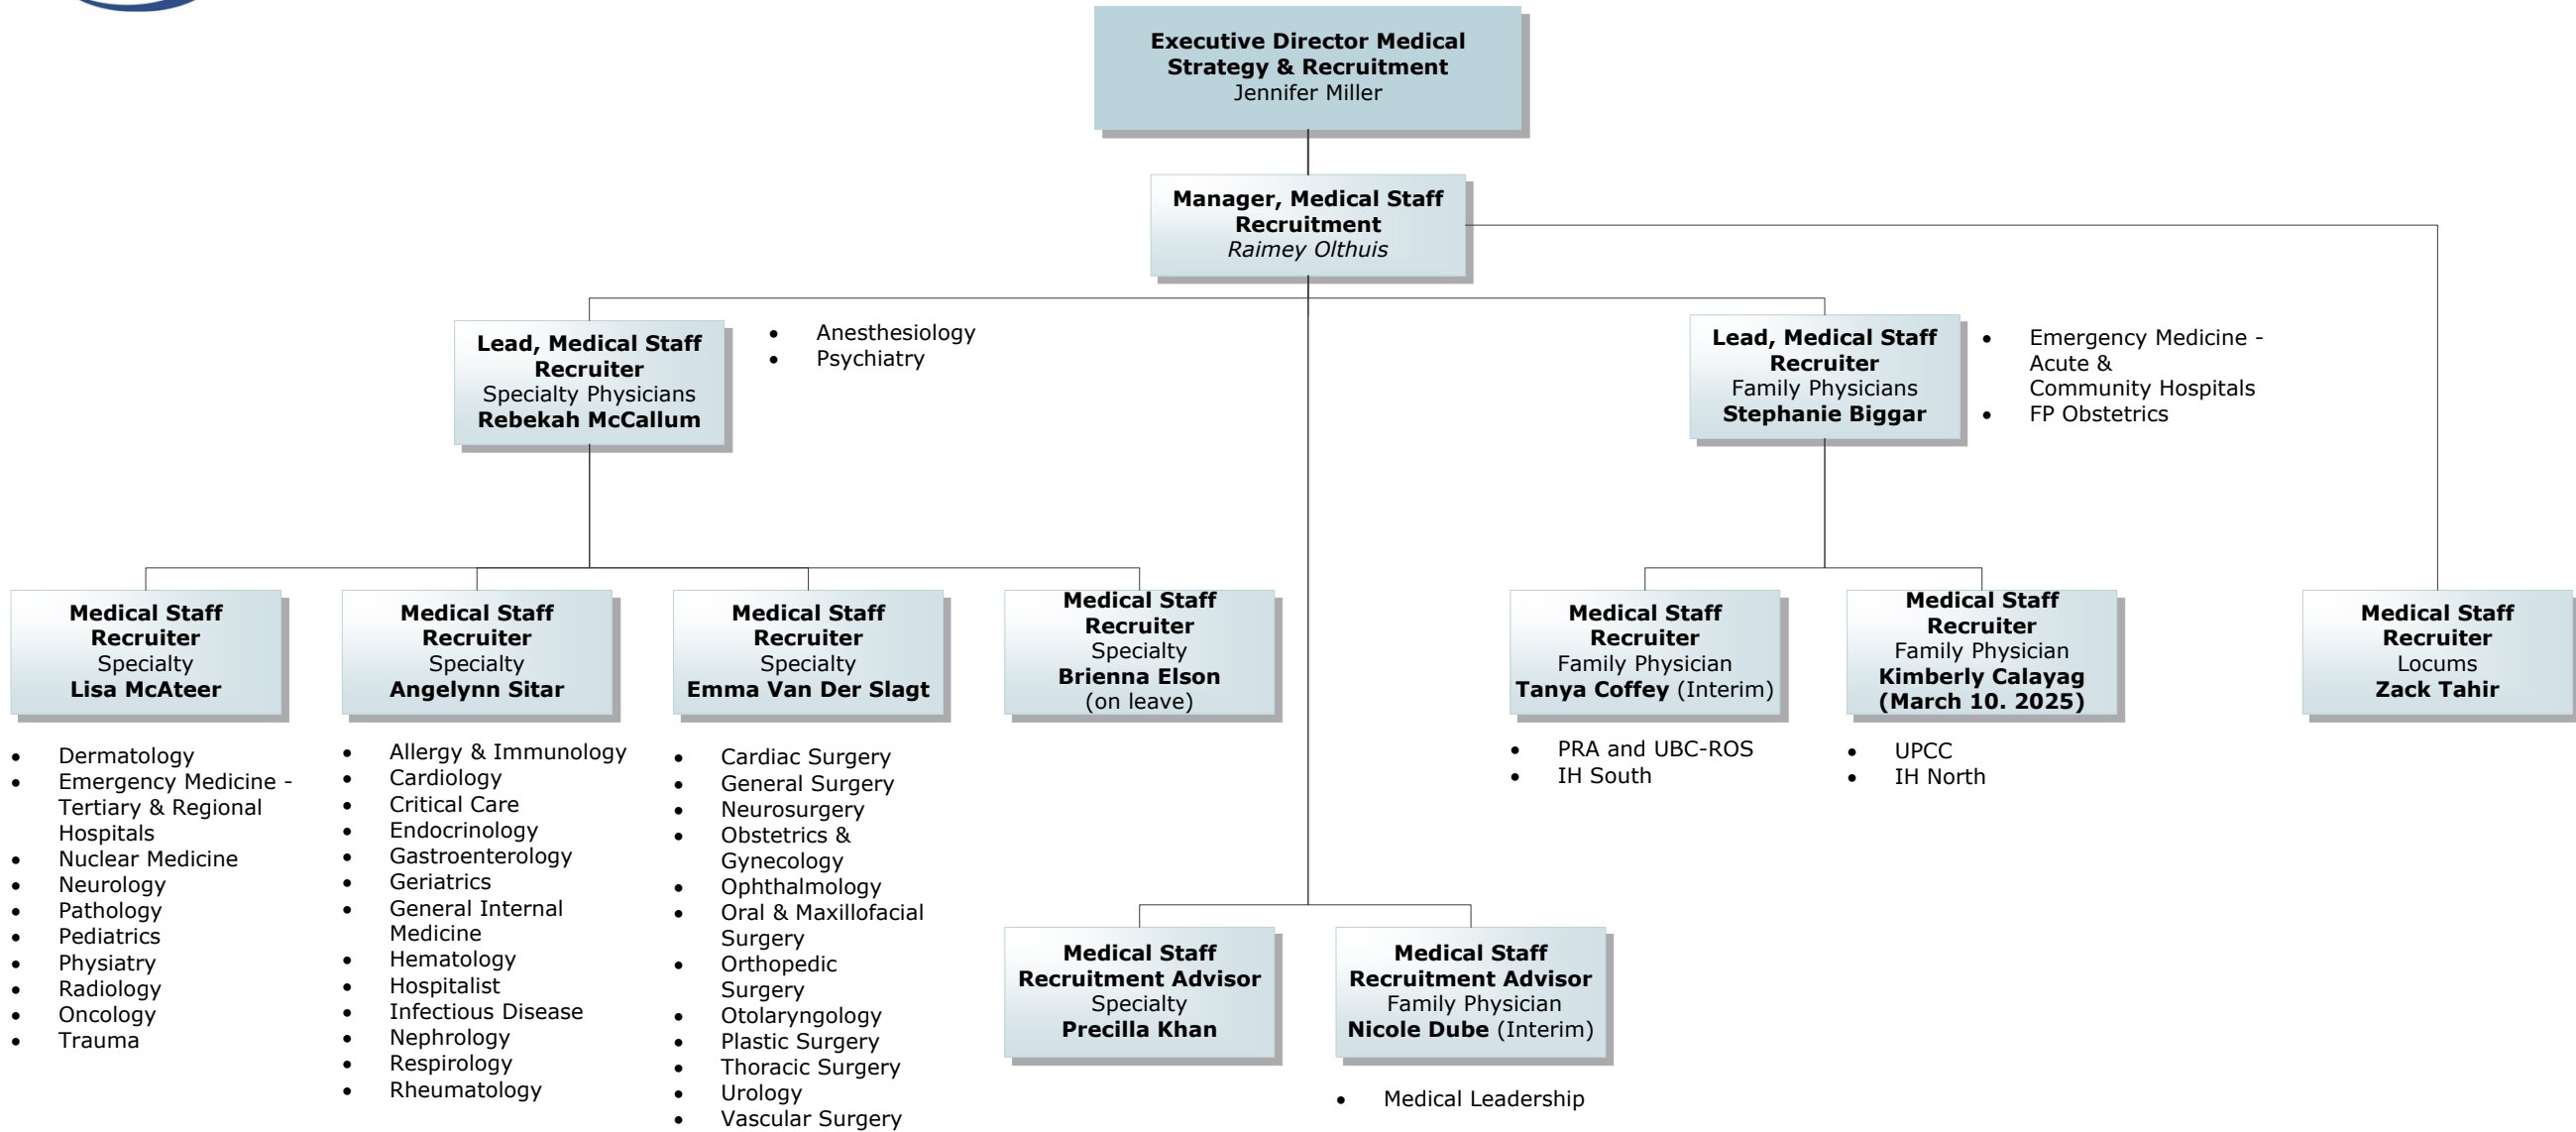 Executive Director Medical
Strategy & Recruitment
Jennifer Miller
Manager, Medical Staff
Recruitment
Raimey Olthuis
Lead, Medical Staff
Recruiter
Specialty Physicians
Rebekah McCallum
• Anesthesiology
• Psychiatry
Lead, Medical Staff
Recruiter
Family Physicians
Stephanie Biggar
• Emergency Medicine -
Acute &
Community Hospitals
• FP Obstetrics
Medical Staff
Recruiter
Specialty
Lisa McAteer
• Dermatology
• Emergency Medicine -
Tertiary & Regional
Hospitals
• Nuclear Medicine
• Neurology
• Pathology
• Pediatrics
• Physiatry
• Radiology
• Oncology
• Trauma
Medical Staff
Recruiter
Specialty
Angelynn Sitar
• Allergy & Immunology
• Cardiology
• Critical Care
• Endocrinology
• Gastroenterology
• Geriatrics
• General Internal
Medicine
• Hematology
• Hospitalist
• Infectious Disease
• Nephrology
• Respirology
• Rheumatology
Medical Staff
Recruiter
Specialty
Emma Van Der Slagt
• Cardiac Surgery
• General Surgery
• Neurosurgery
• Obstetrics &
Gynecology
• Ophthalmology
• Oral & Maxillofacial
Surgery
• Orthopedic
Surgery
• Otolaryngology
• Plastic Surgery
• Thoracic Surgery
• Urology
• Vascular Surgery
Medical Staff
Recruiter
Specialty
Brienna Elson
(on leave)
Medical Staff
Recruiter
Family Physician
Tanya Coffey (Interim)
• PRA and UBC-ROS
• IH South
Medical Staff
Recruiter
Family Physician
Kimberly Calayag
(March 10. 2025)
• UPCC
• IH North
Medical Staff
Recruiter
Locums
Zack Tahir
Medical Staff
Recruitment Advisor
Specialty
Precilla Khan
Medical Staff
Recruitment Advisor
Family Physician
Nicole Dube (Interim)
• Medical Leadership